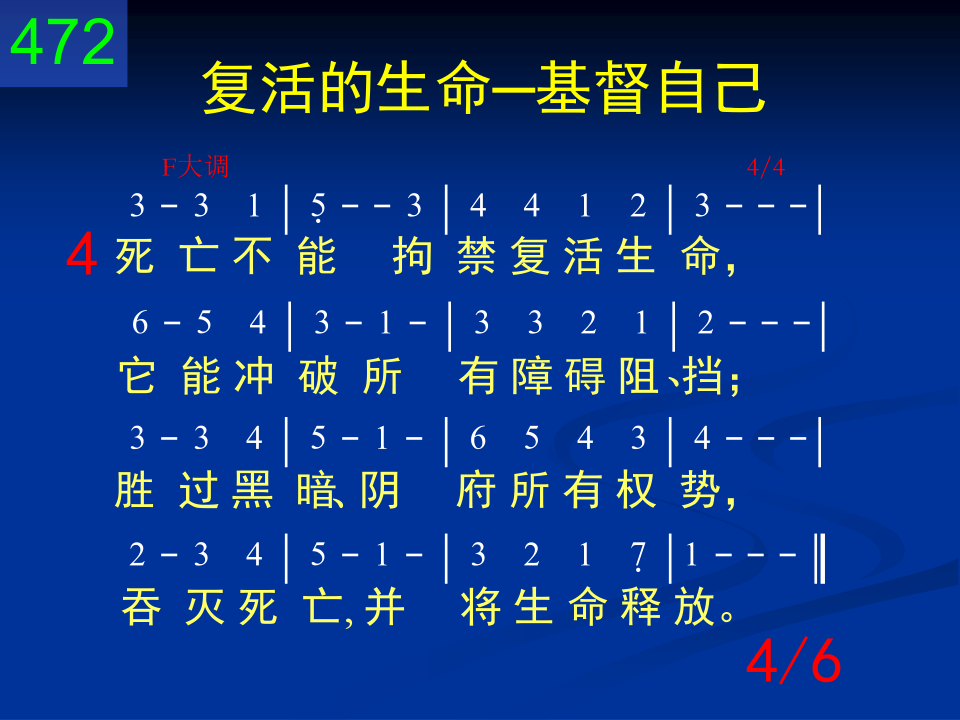 472
复活的生命─基督自己
F大调 4/4
3 - 3 1 | 5̣ - - 3 | 4 4 1 2 | 3 - - - |
4 死 亡 不 能 拘 禁 复 活 生 命,
6 - 5 4 | 3 - 1 - | 3 3 2 1 | 2 - - - |
它 能 冲 破 所 有 障 碍 阻、挡;
3 - 3 4 | 5 - 1 - | 6 5 4 3 | 4 - - - |
胜 过 黑 暗、阴 府 所 有 权 势,
2 - 3 4 | 5 - 1 - | 3 2 1 7̣ | 1 - - - ‖
吞 灭 死 亡, 并 将 生 命 释 放。
4/6